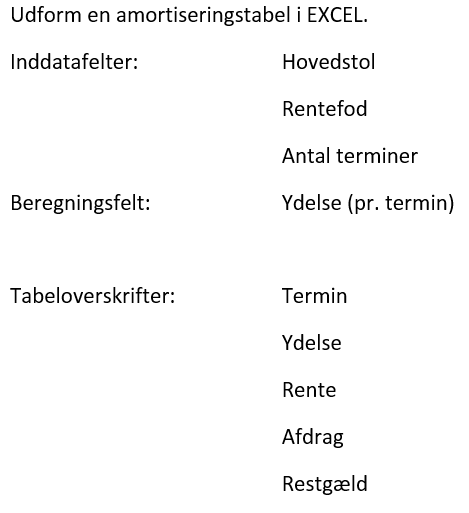 Udform en amortiseringstabel i EXCEL.
Inddatafelter: Hovedstol
Rentefod
Antal terminer
Beregningsfelt: Ydelse (pr. termin)
Tabeloverskrifter: Termin
Ydelse
Rente
Afdrag
Restgæld